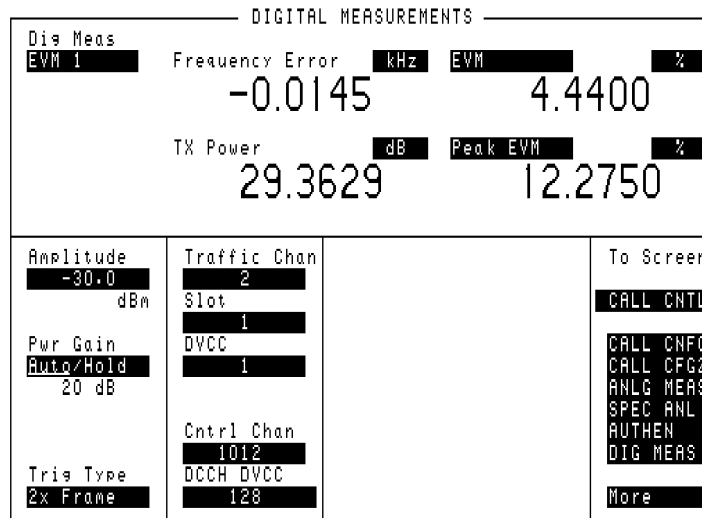 DIGITAL MEASUREMENTS
Dig Meas
EVM 1
Frequency Error kHz
-0.0145
EVM %
4.4400
TX Power dB
29.3629
Peak EVM %
12.2750
Amplitude
-30.0
dBm
Pwr Gain
Auto/Hold
20 dB
Trig Type
2x Frame
Traffic Chan
2
Slot
1
DVCC
1
Cntrl Chan
1012
DCCH DVCC
128
To Screen
CALL CNTL
CALL CNFG
CALL CFG2
ANLG MEAS
SPEC ANL
AUTHEN
DIG MEAS
More